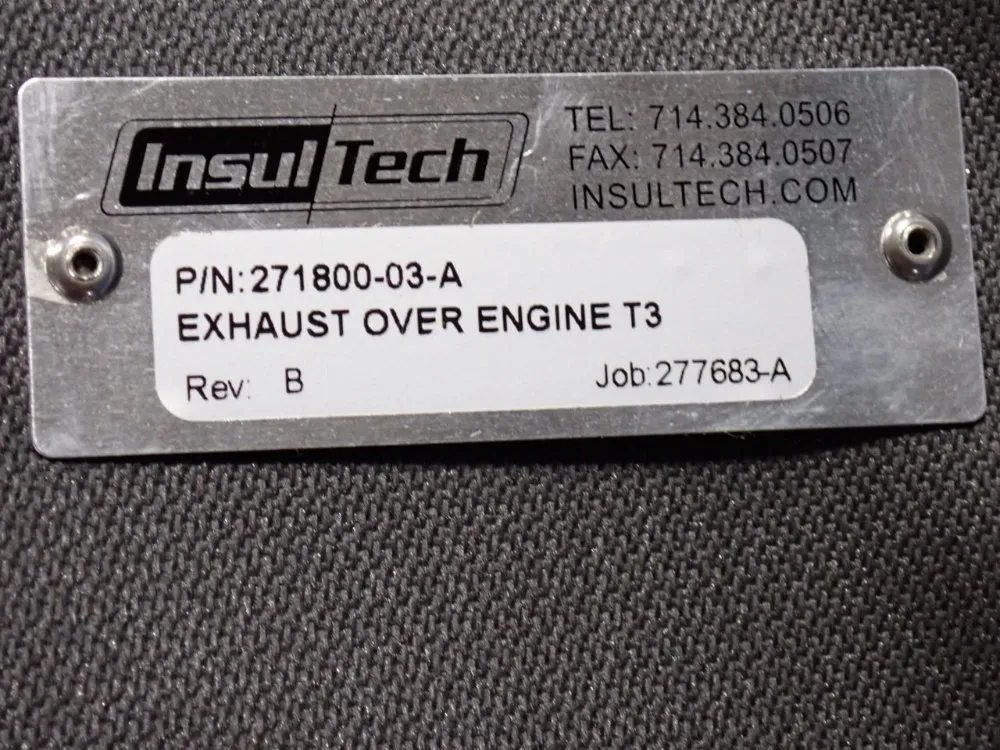 InsulTech
TEL: 714.384.0506
FAX: 714.384.0507
INSULTECH.COM
P/N: 271800-03-A
EXHAUST OVER ENGINE T3
Rev: B
Job: 277683-A